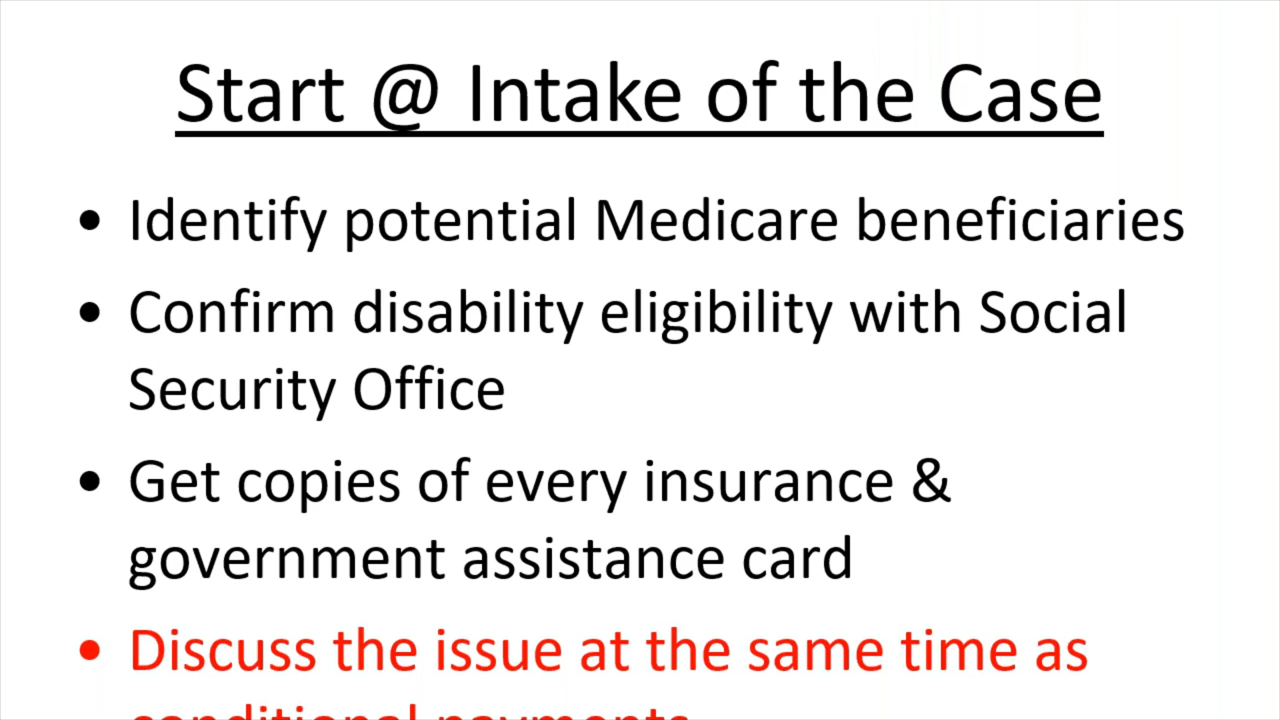 Start @ Intake of the Case
• Identify potential Medicare beneficiaries
• Confirm disability eligibility with Social
Security Office
• Get copies of every insurance &
government assistance card
• Discuss the issue at the same time as
conditional payments